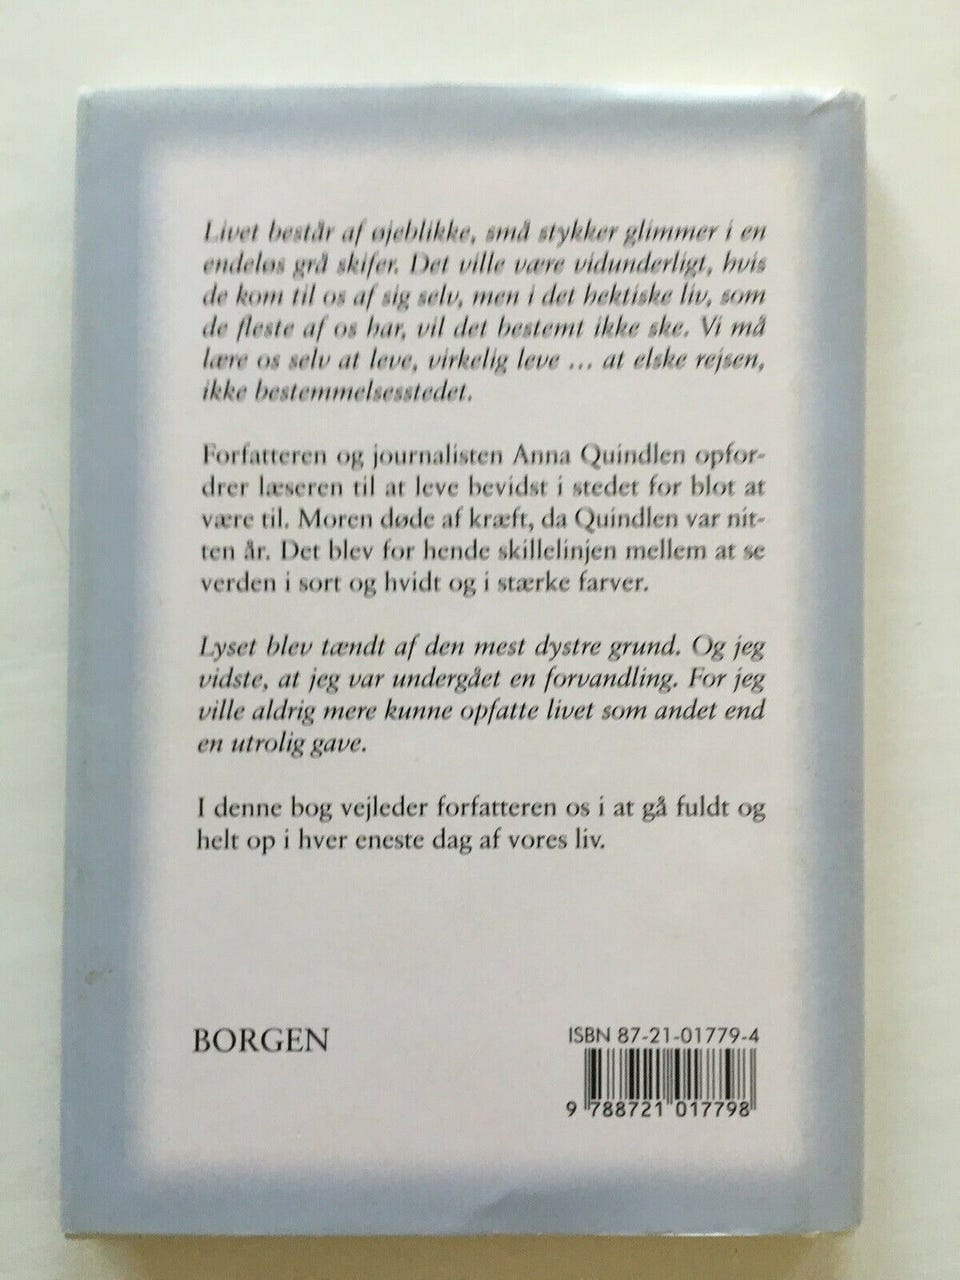 Livet består af øjeblikke, små stykker glimmer i en
endeløs grå skifer. Det ville være vidunderligt, hvis
de kom til os af sig selv, men i det hektiske liv, som
de fleste af os har, vil det bestemt ikke ske. Vi må
lære os selv at leve, virkelig leve ... at elske rejsen,
ikke bestemmelsesstedet.
Forfatteren og journalisten Anna Quindlen opfor-
drer læseren til at leve bevidst i stedet for blot at
være til. Moren døde af kræft, da Quindlen var nit-
ten år. Det blev for hende skillelinjen mellem at se
verden i sort og hvidt og i stærke farver.
Lyset blev tændt af den mest dystre grund. Og jeg
vidste, at jeg var undergået en forvandling. For jeg
ville aldrig mere kunne opfatte livet som andet end
en utrolig gave.
I denne bog vejleder forfatteren os i at gå fuldt og
helt op i hver eneste dag af vores liv.
BORGEN
ISBN 87-21-01779-4
9 788721 017798